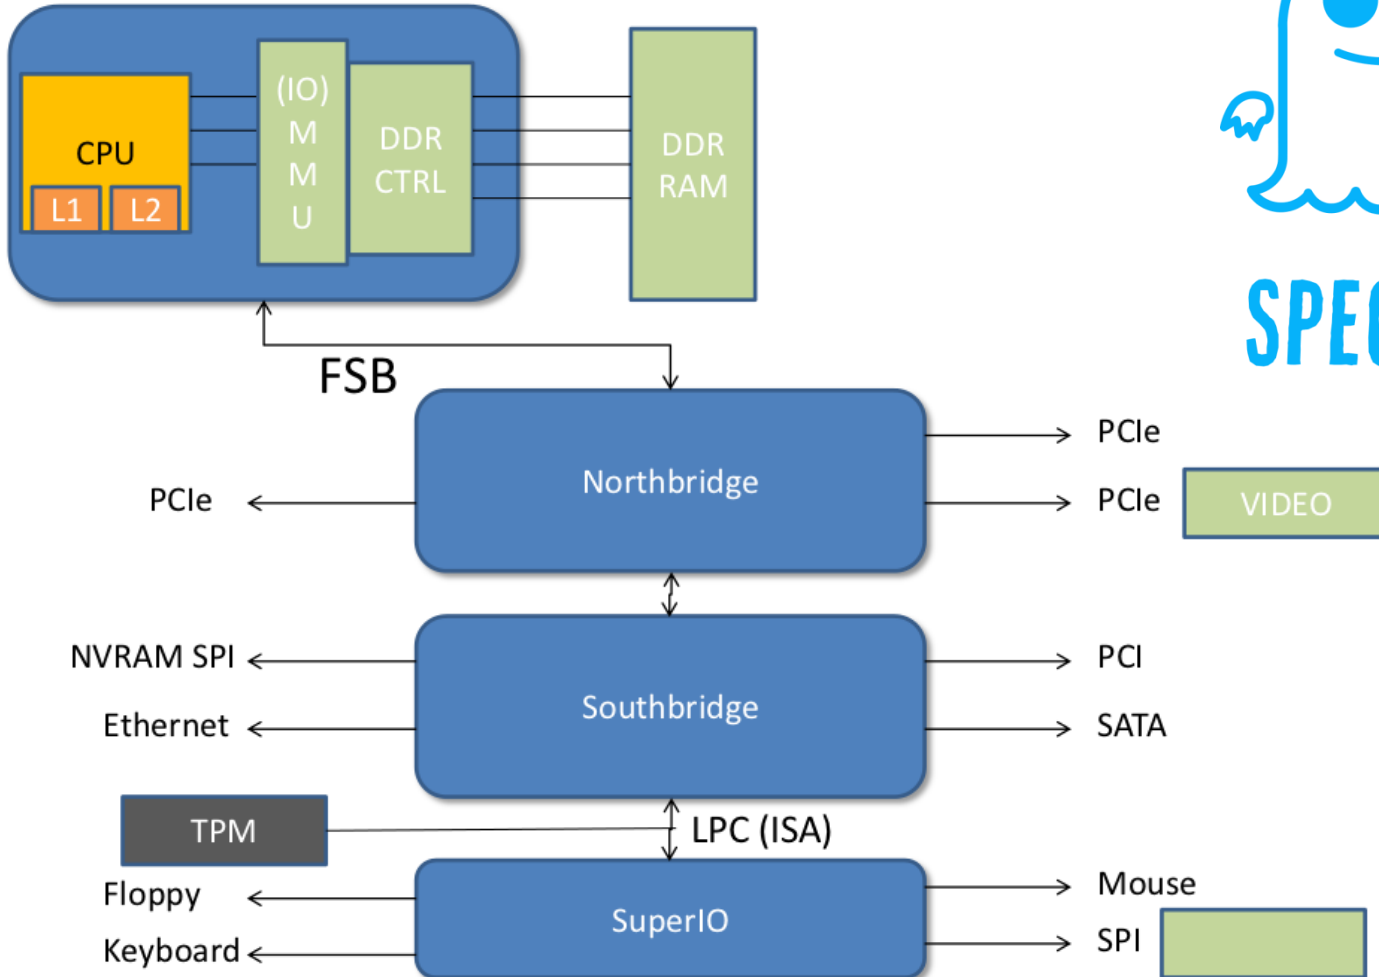 CPU
L1 L2
(IO)
M
M
U
DDR
CTRL
DDR
RAM
FSB
Northbridge
PCIe
PCIe
PCIe
VIDEO
Southbridge
NVRAM SPI
Ethernet
PCI
SATA
TPM
LPC (ISA)
SuperIO
Floppy
Keyboard
Mouse
SPI